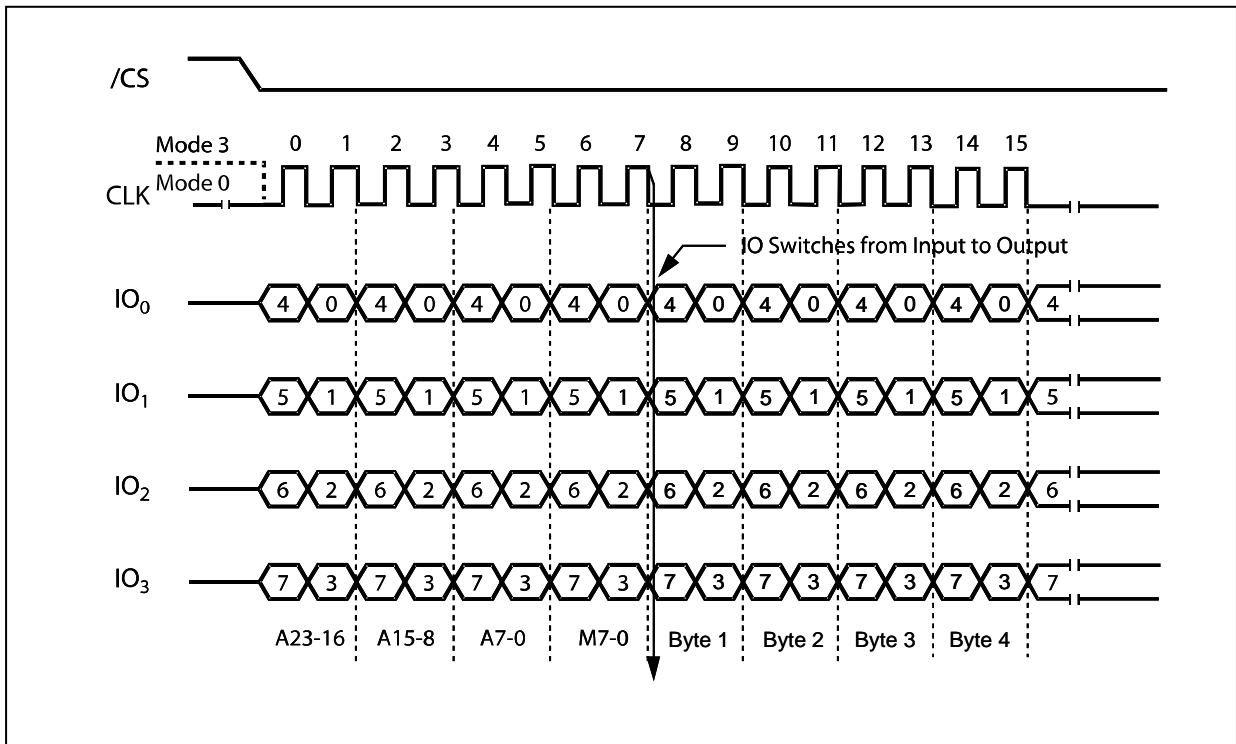 /CS
Mode 3 0 1 2 3 4 5 6 7 8 9 10 11 12 13 14 15
Mode 0
CLK
IO Switches from Input to Output
IO0 4 0 4 0 4 0 4 0 4 0 4 0 4 0 4 0 4
IO1 5 1 5 1 5 1 5 1 5 1 5 1 5 1 5 1 5
IO2 6 2 6 2 6 2 6 2 6 2 6 2 6 2 6 2 6
IO3 7 3 7 3 7 3 7 3 7 3 7 3 7 3 7 3 7
A23-16 A15-8 A7-0 M7-0 Byte 1 Byte 2 Byte 3 Byte 4